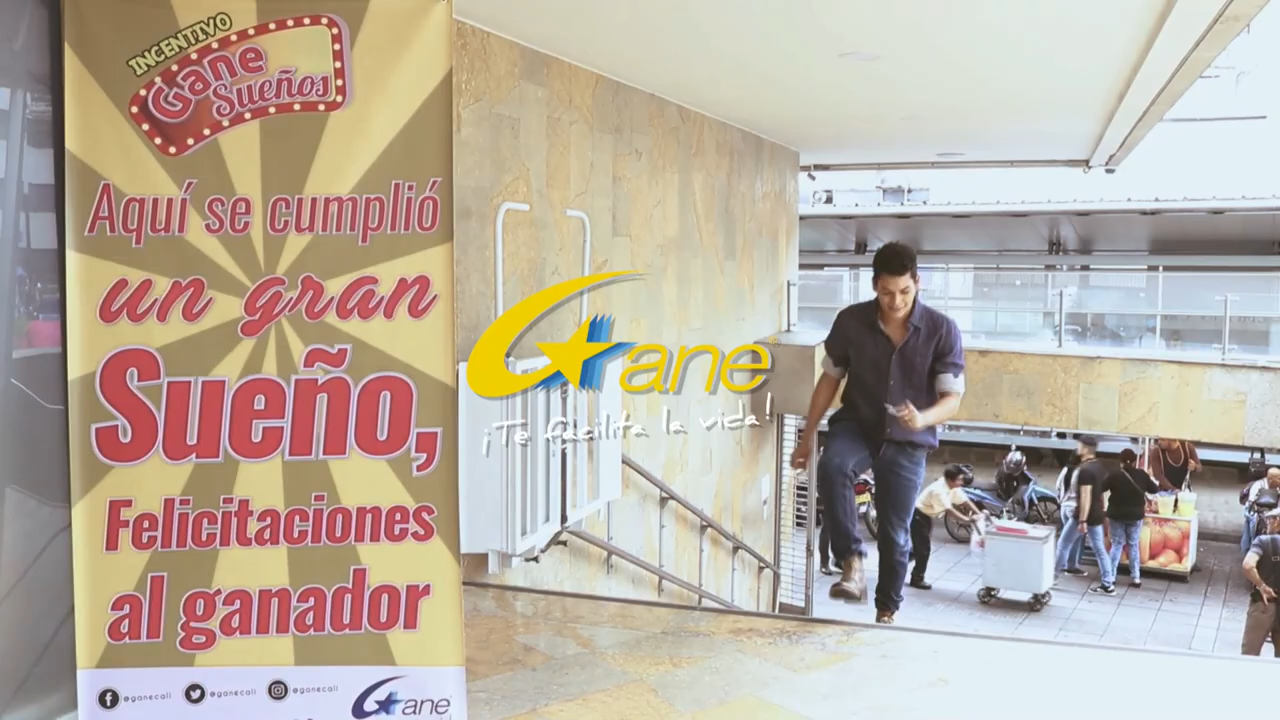 INCENTIVO
Gane
Sueños
Aquí se cumplió
un gran
Sueño,
Felicitaciones
al ganador
@ganecali @ganecali @ganecali
Gane
Gane
¡Te facilita la vida!